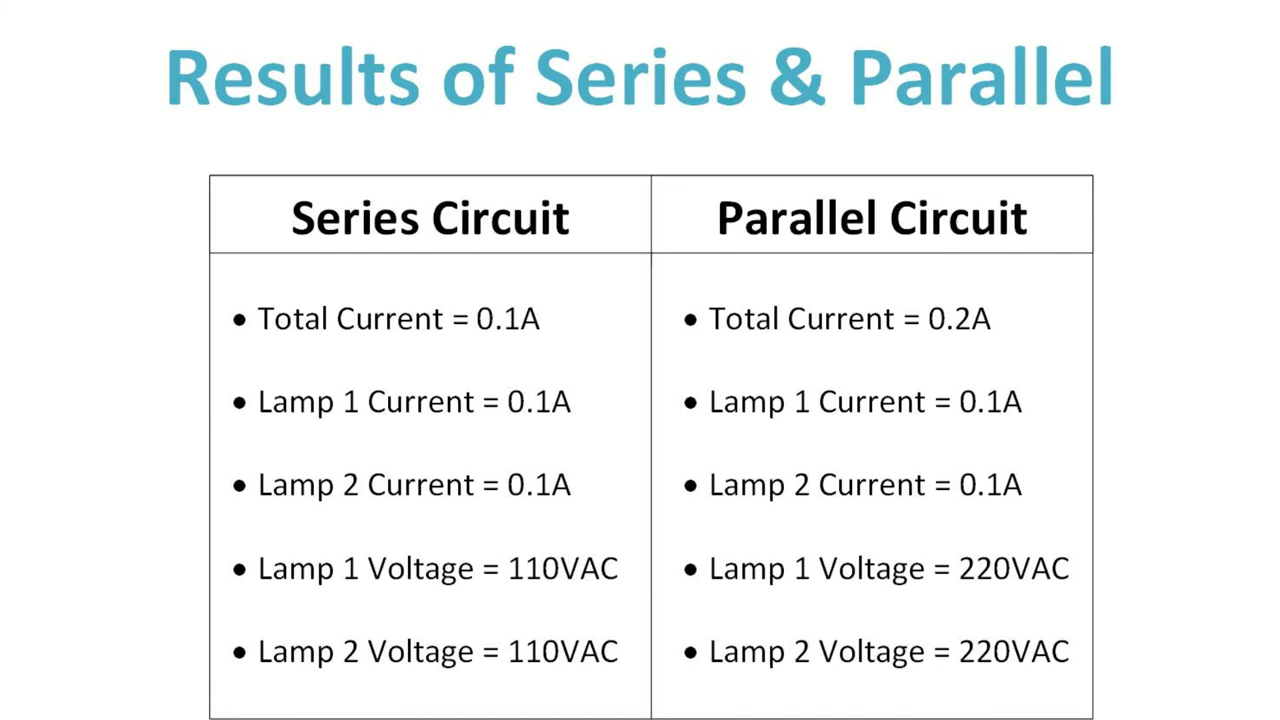 Results of Series & Parallel
Series Circuit
• Total Current = 0.1A
• Lamp 1 Current = 0.1A
• Lamp 2 Current = 0.1A
• Lamp 1 Voltage = 110VAC
• Lamp 2 Voltage = 110VAC
Parallel Circuit
• Total Current = 0.2A
• Lamp 1 Current = 0.1A
• Lamp 2 Current = 0.1A
• Lamp 1 Voltage = 220VAC
• Lamp 2 Voltage = 220VAC